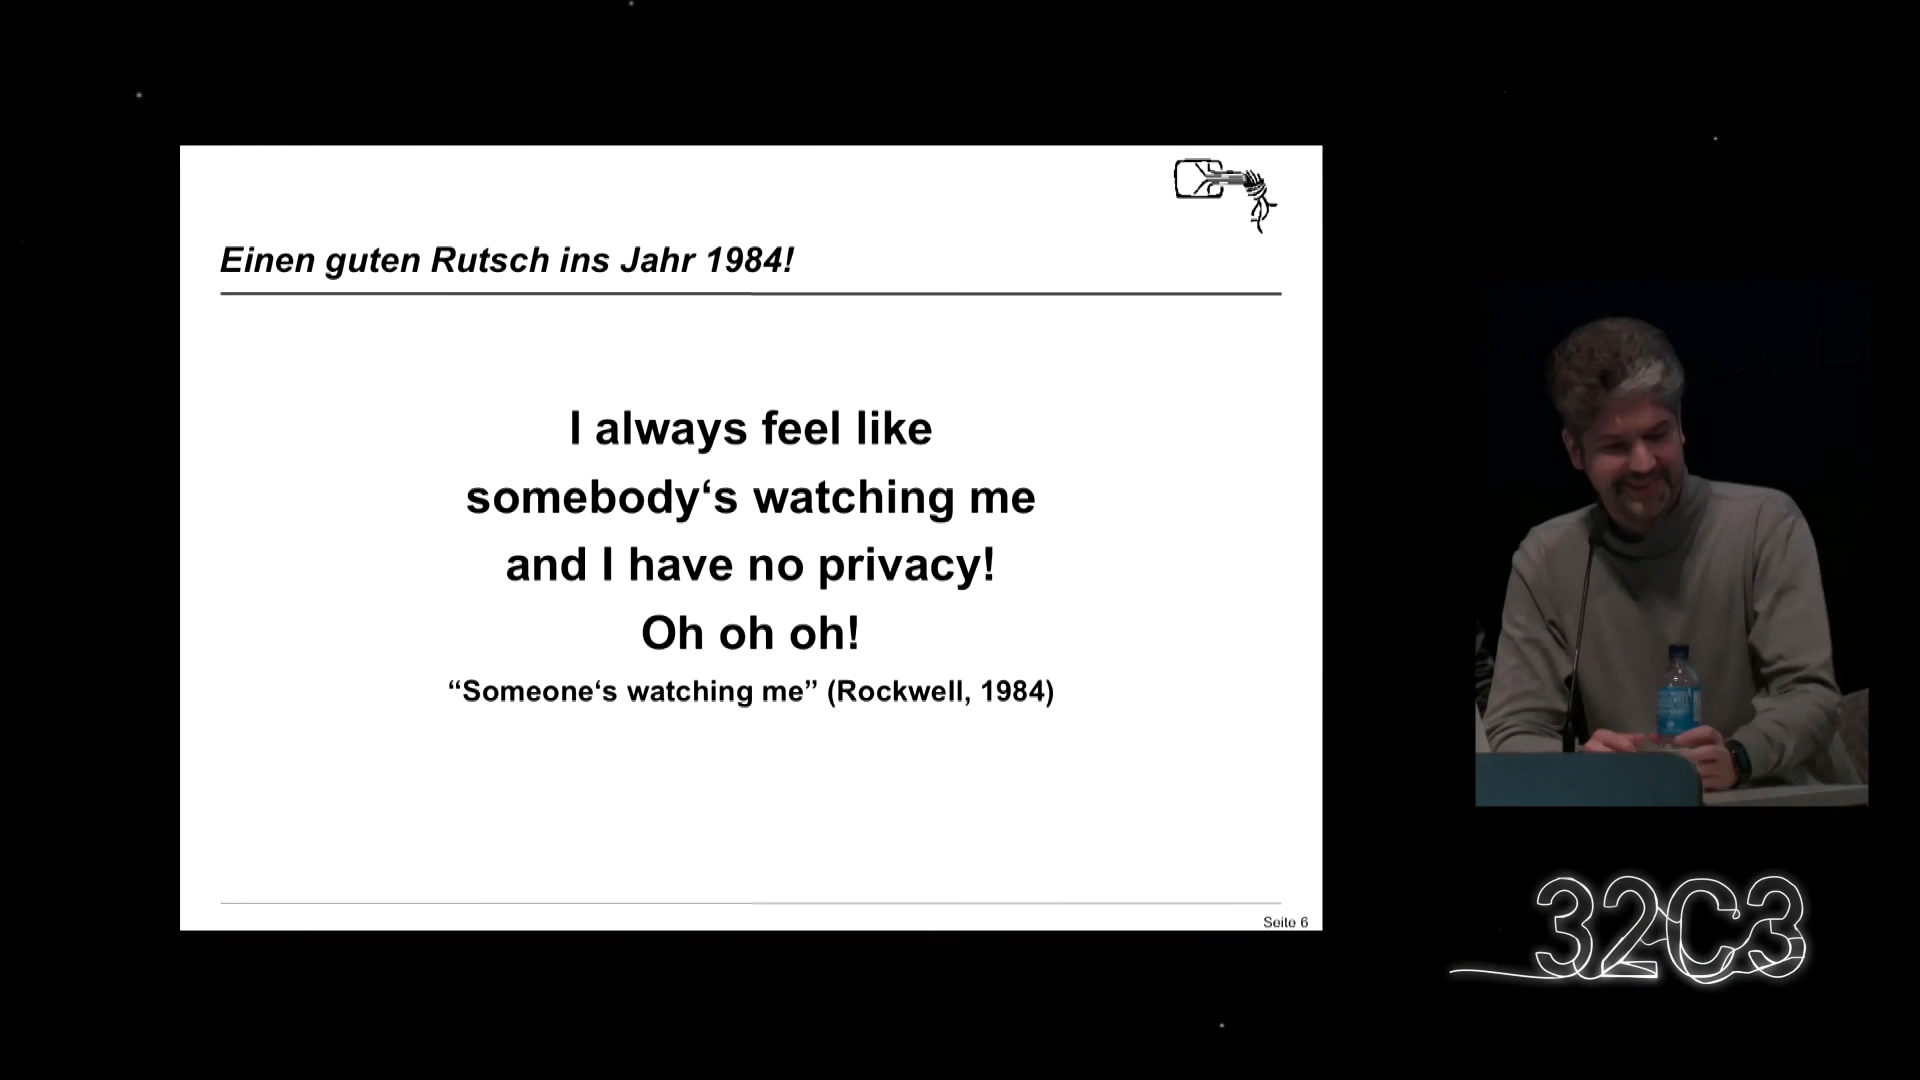 Einen guten Rutsch ins Jahr 1984!
I always feel like
somebody‘s watching me
and I have no privacy!
Oh oh oh!
“Someone‘s watching me” (Rockwell, 1984)
Seite 6
32C3